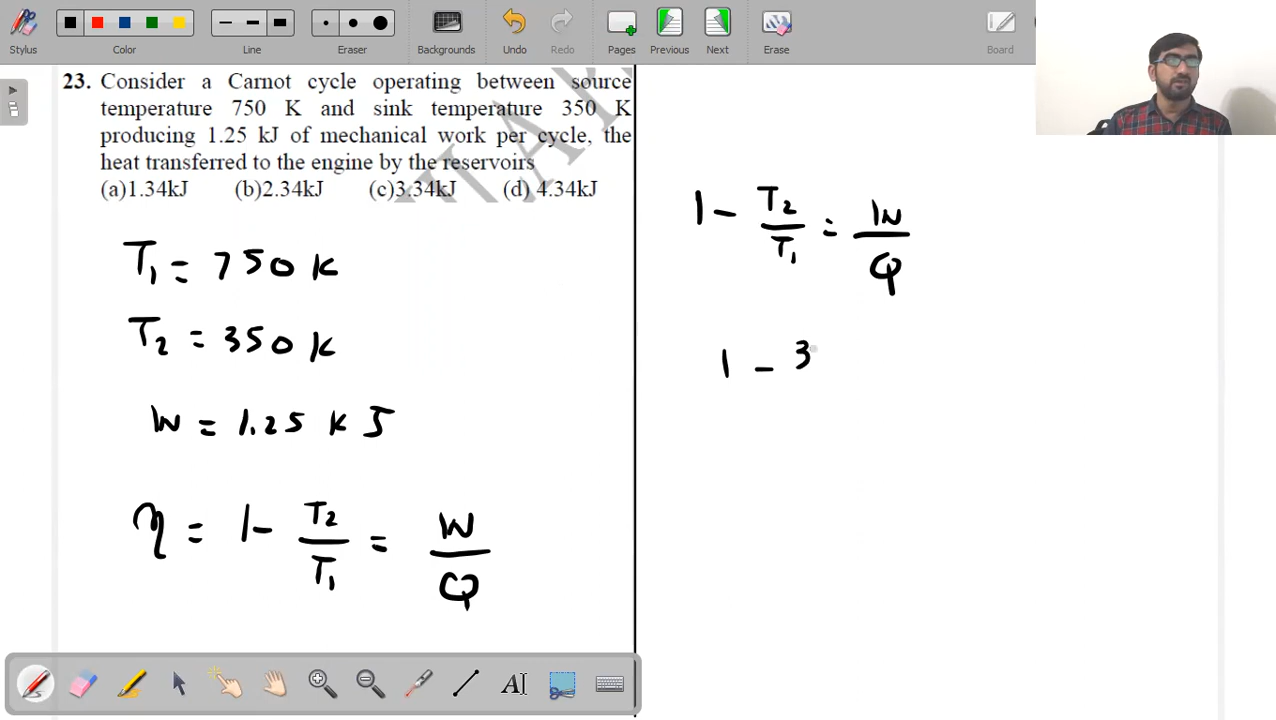 Stylus Color Line Eraser Backgrounds Undo Redo Pages Previous Next Erase Board
23. Consider a Carnot cycle operating between source
temperature 750 K and sink temperature 350 K
producing 1.25 kJ of mechanical work per cycle, the
heat transferred to the engine by the reservoirs
(a)1.34kJ (b)2.34kJ (c)3.34kJ (d) 4.34kJ
T₁ = 750 K
T₂ = 350 K
W = 1.25 KJ
η = 1 - T₂/T₁ = W/Q
1 - T₂/T₁ = W/Q
1 - 3